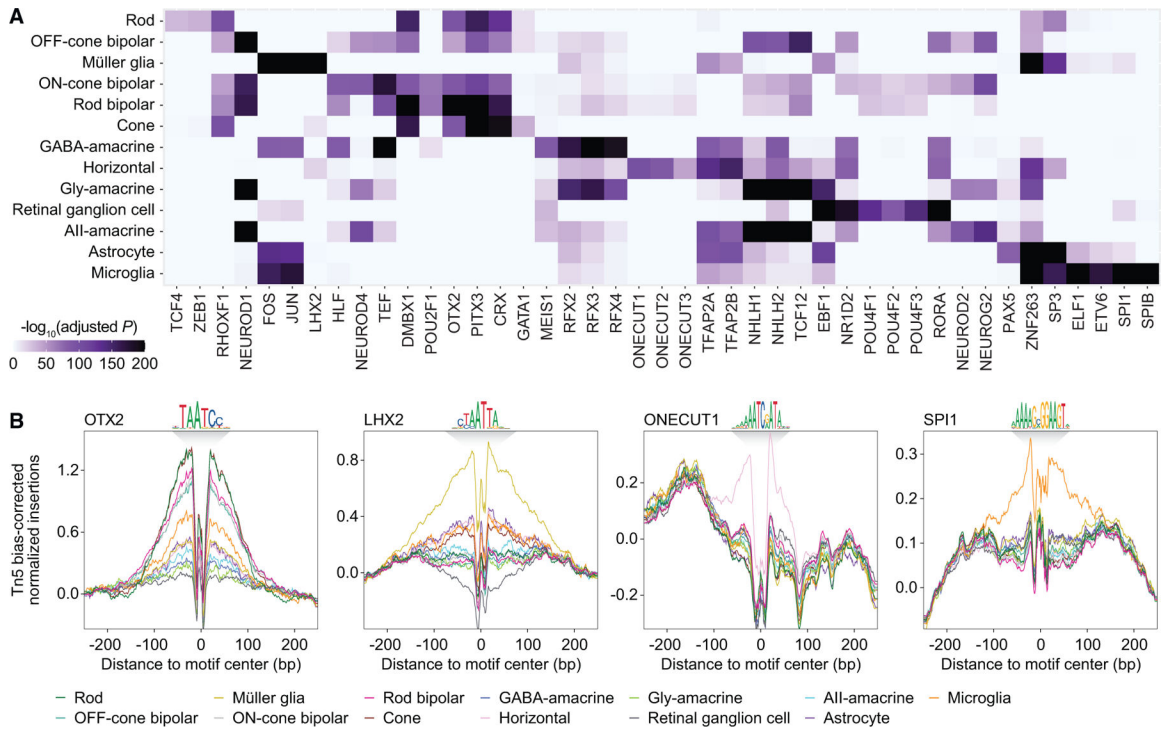 A
Rod
OFF-cone bipolar
Müller glia
ON-cone bipolar
Rod bipolar
Cone
GABA-amacrine
Horizontal
Gly-amacrine
Retinal ganglion cell
AII-amacrine
Astrocyte
Microglia
TCF4 ZEB1 RHOXF1 NEUROD1 FOS JUN LHX2 HLF NEUROD4 TEF DMBX1 POU2F1 OTX2 PITX3 CRX GATA1 MEIS1 RFX2 RFX3 RFX4 ONECUT1 ONECUT2 ONECUT3 TFAP2A TFAP2B NHLH1 NHLH2 TCF12 EBF1 NR1D2 POU4F1 POU4F2 POU4F3 RORA NEUROD2 NEUROG2 PAX5 ZNF263 SP3 ELF1 ETV6 SPI1 SPIB
-log10(adjusted P)
0 50 100 150 200
B
OTX2 LHX2 ONECUT1 SPI1
Tn5 bias-corrected
normalized insertions
1.2
0.6
0.0
-200 -100 0 100 200
Distance to motif center (bp)
0.8
0.4
0.0
-200 -100 0 100 200
Distance to motif center (bp)
0.2
0.0
-0.2
-200 -100 0 100 200
Distance to motif center (bp)
0.3
0.2
0.1
0.0
-200 -100 0 100 200
Distance to motif center (bp)
Rod Müller glia Rod bipolar GABA-amacrine Gly-amacrine AII-amacrine Microglia
OFF-cone bipolar ON-cone bipolar Cone Horizontal Retinal ganglion cell Astrocyte